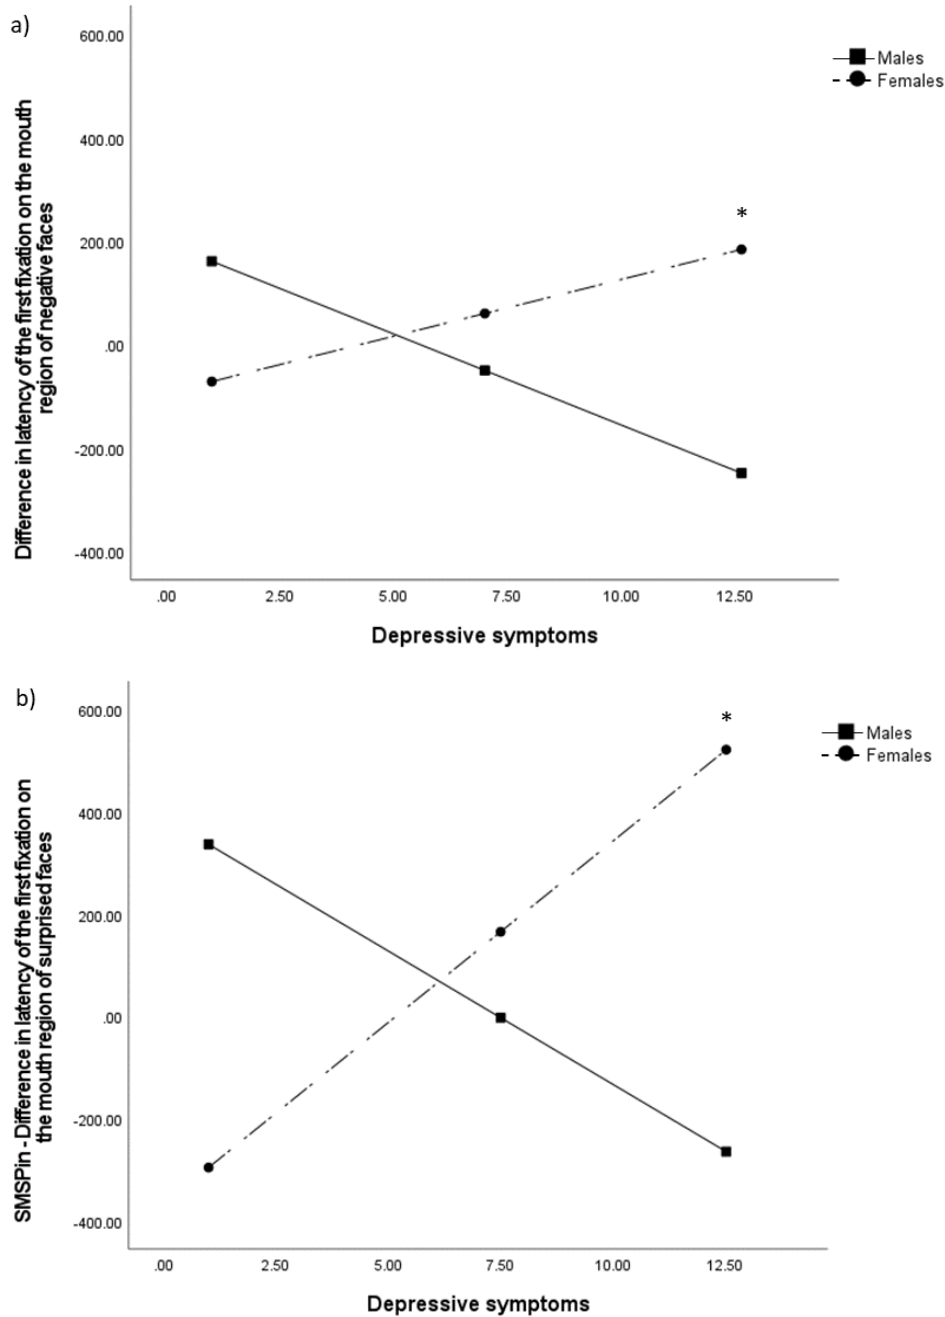 a)
600.00
400.00
200.00
.00
-200.00
-400.00
Difference in latency of the first fixation on the mouth
region of negative faces
Males
Females
*
.00 2.50 5.00 7.50 10.00 12.50
Depressive symptoms
b)
600.00
400.00
200.00
.00
-200.00
-400.00
SMSPin - Difference in latency of the first fixation on
the mouth region of surprised faces
Males
Females
*
.00 2.50 5.00 7.50 10.00 12.50
Depressive symptoms